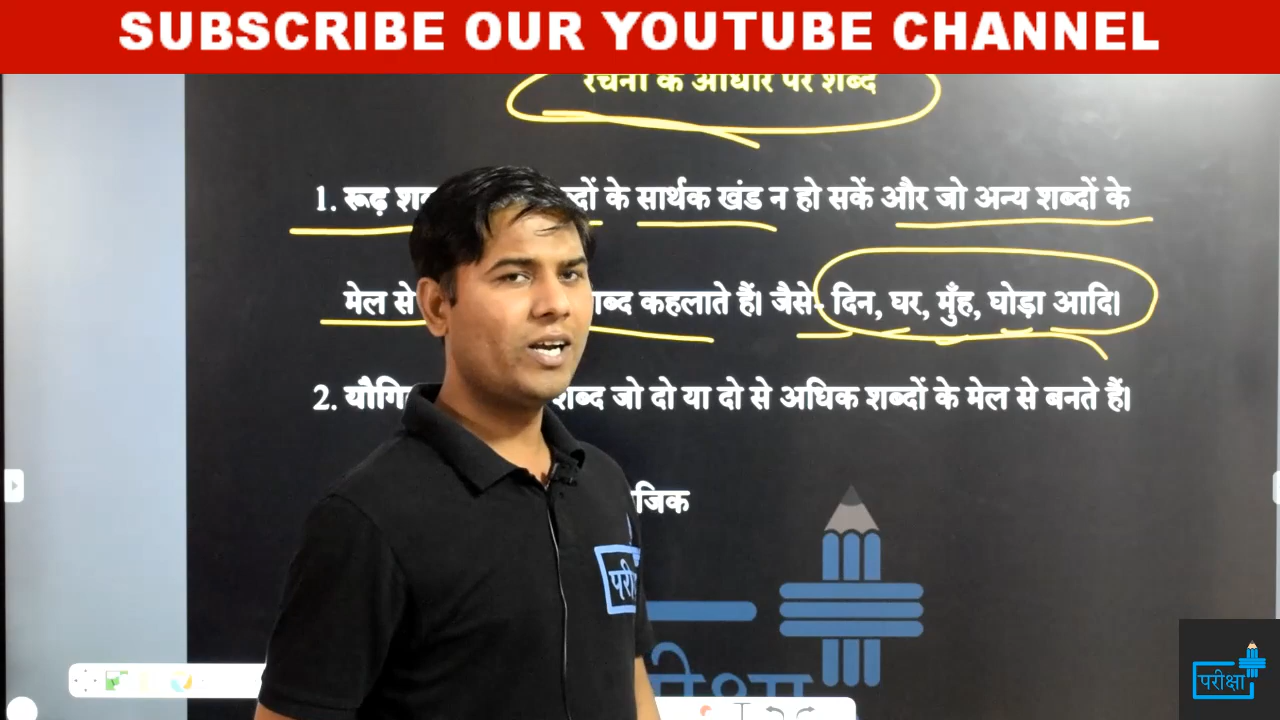 SUBSCRIBE OUR YOUTUBE CHANNEL
रचना के आधार पर शब्द
1. रूढ़ के सार्थक खंड न हो सकें और जो अन्य शब्दों के
मेल से कहलाते हैं। जैसे- दिन, घर, मुँह, घोड़ा आदि।
2. शब्द जो दो या दो से अधिक शब्दों के मेल से बनते हैं।
परीक्षा